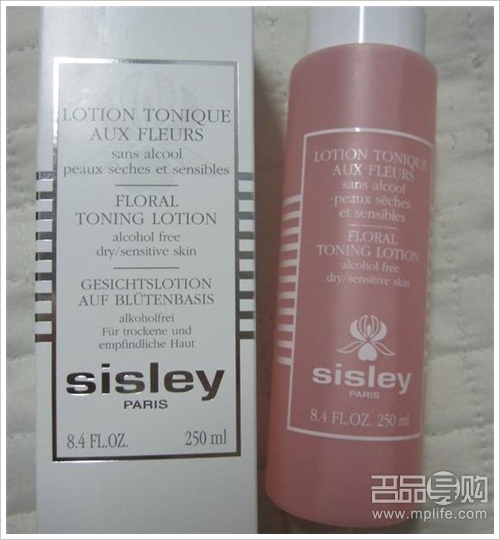 LOTION TONIQUE
AUX FLEURS
sans alcool
peaux sèches et sensibles
FLORAL
TONING LOTION
alcohol free
dry/sensitive skin
GESICHTSLOTION
AUF BLÜTENBASIS
alkoholfrei
Für trockene und
empfindliche Haut
sisley
PARIS
8.4 FL.OZ. 250 ml
LOTION TONIQUE
AUX FLEURS
sans alcool
peaux sèches
et sensibles
FLORAL
TONING LOTION
alcohol free
dry/sensitive skin
sisley
PARIS
8.4 FL.OZ. 250 ml
名品导购
www.mplife.com